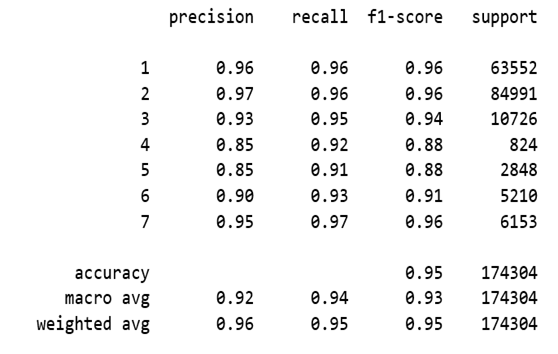 precision recall f1-score support
1 0.96 0.96 0.96 63552
2 0.97 0.96 0.96 84991
3 0.93 0.95 0.94 10726
4 0.85 0.92 0.88 824
5 0.85 0.91 0.88 2848
6 0.90 0.93 0.91 5210
7 0.95 0.97 0.96 6153
accuracy 0.95 174304
macro avg 0.92 0.94 0.93 174304
weighted avg 0.96 0.95 0.95 174304